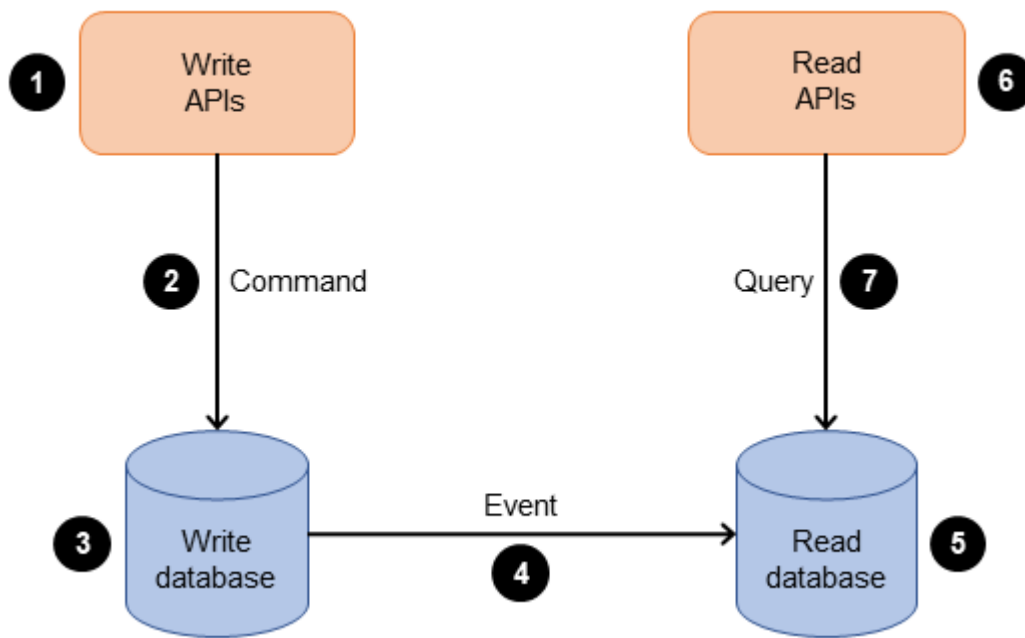 1
Write
APIs
Read
APIs
6
2
Command
Query
7
3
Write
database
Event
4
Read
database
5